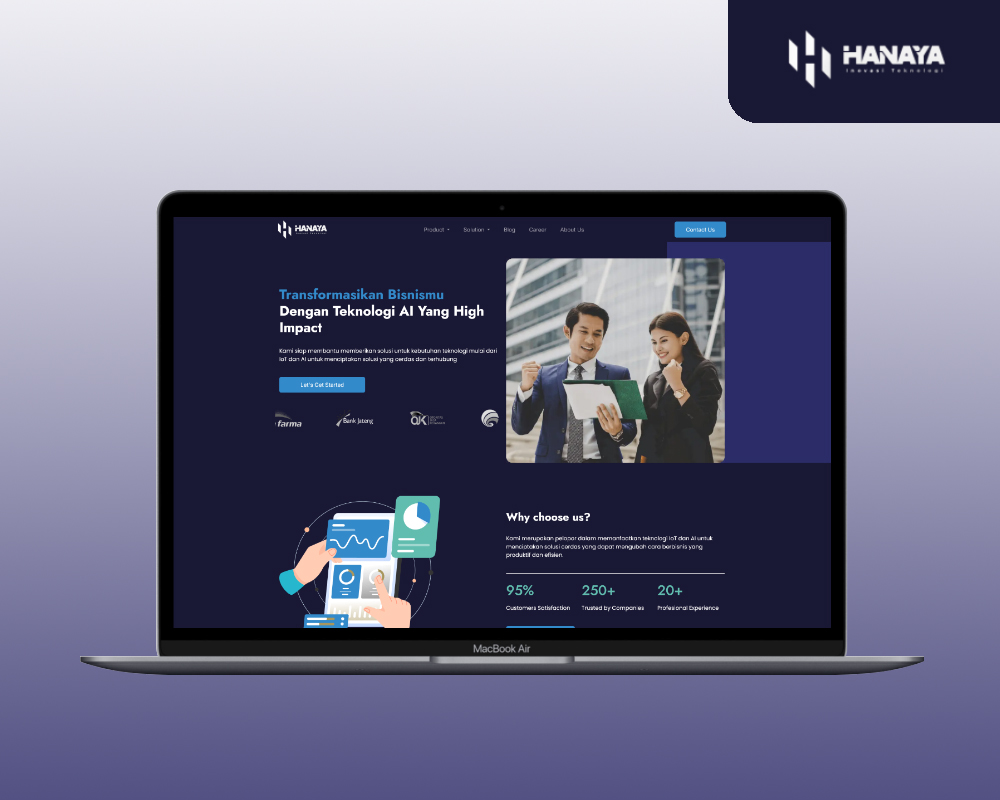 HANAYA
Inovasi Teknologi
HANAYA
Product
Solution
Blog
Career
About Us
Contact Us
Transformasikan Bisnismu
Dengan Teknologi AI Yang High
Impact
Kami siap membantu memberikan solusi untuk kebutuhan teknologi mulai dari
IoT dan AI untuk menciptakan solusi yang cerdas dan terhubung
Let's Get Started
farma
Bank Jateng
OJK
Why choose us?
Kami merupakan pelopor dalam memanfaatkan teknologi IoT dan AI untuk
menciptakan solusi cerdas yang dapat mengubah cara berbisnis yang
produktif dan efisien.
95%
250+
20+
Customers Satisfaction
Trusted by Companies
Profesional Experience
MacBook Air